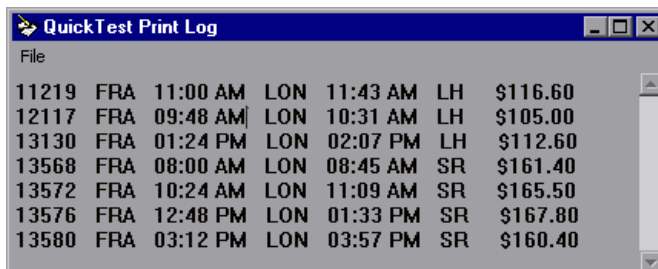 QuickTest Print Log
File
11219 FRA 11:00 AM LON 11:43 AM LH $116.60
12117 FRA 09:48 AM LON 10:31 AM LH $105.00
13130 FRA 01:24 PM LON 02:07 PM LH $112.60
13568 FRA 08:00 AM LON 08:45 AM SR $161.40
13572 FRA 10:24 AM LON 11:09 AM SR $165.50
13576 FRA 12:48 PM LON 01:33 PM SR $167.80
13580 FRA 03:12 PM LON 03:57 PM SR $160.40